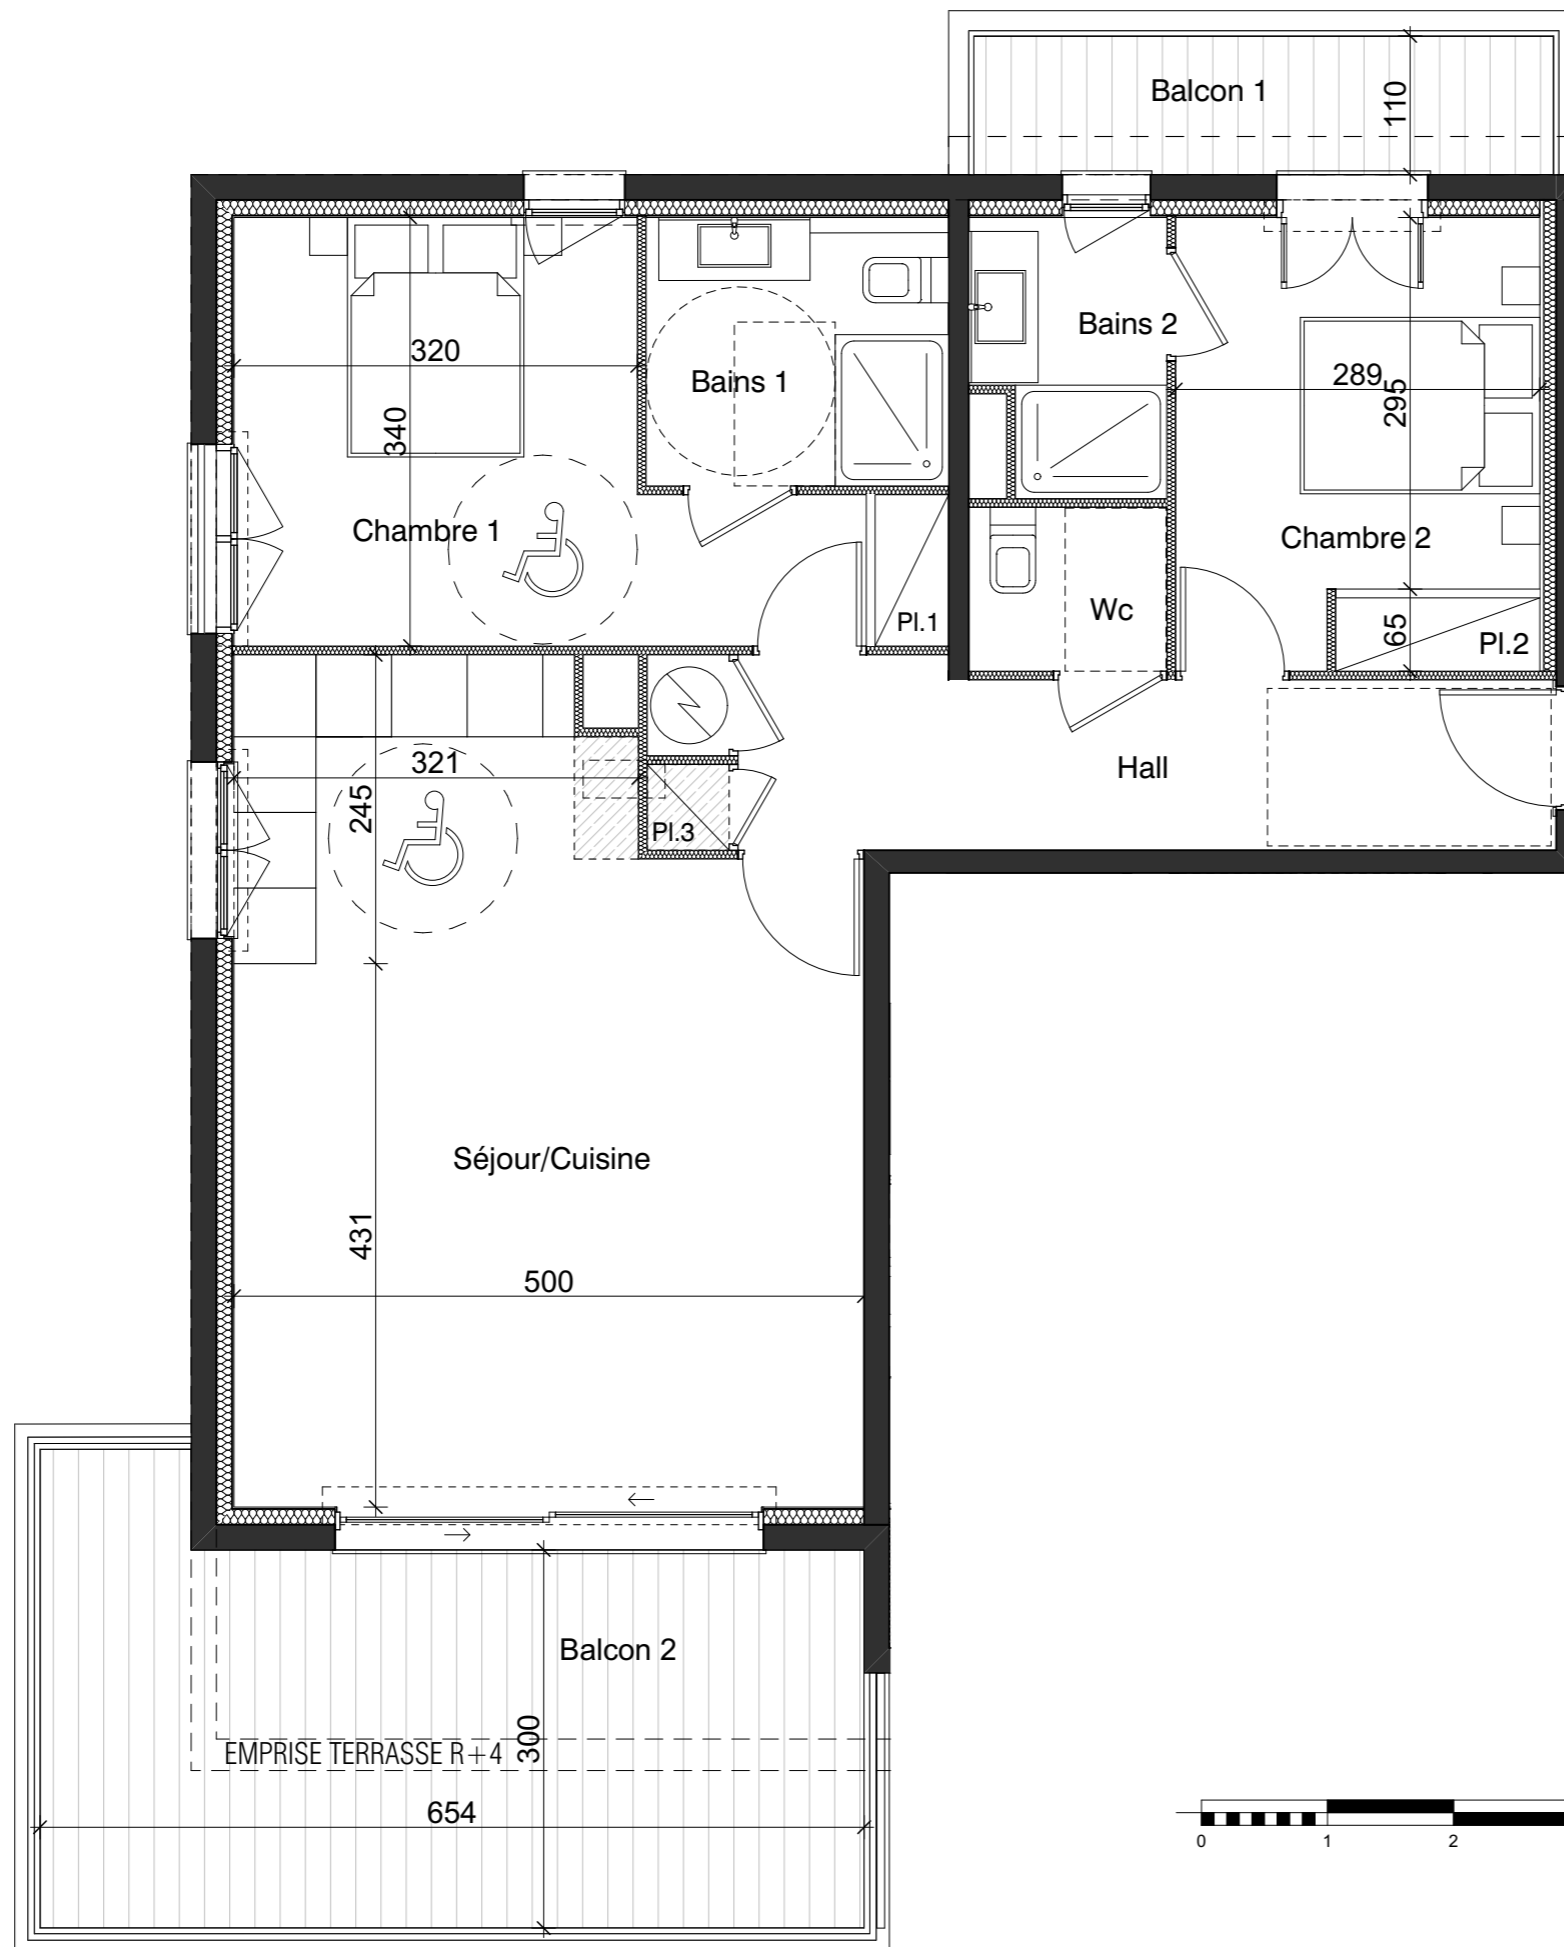 Balcon 1
110
Bains 2
320
Bains 1
289
295
340
Chambre 1
Chambre 2
Wc
Pl.1
65
Pl.2
321
Hall
245
Pl.3
Séjour/Cuisine
431
500
Balcon 2
300
EMPRISE TERRASSE R+4
654
0 1 2